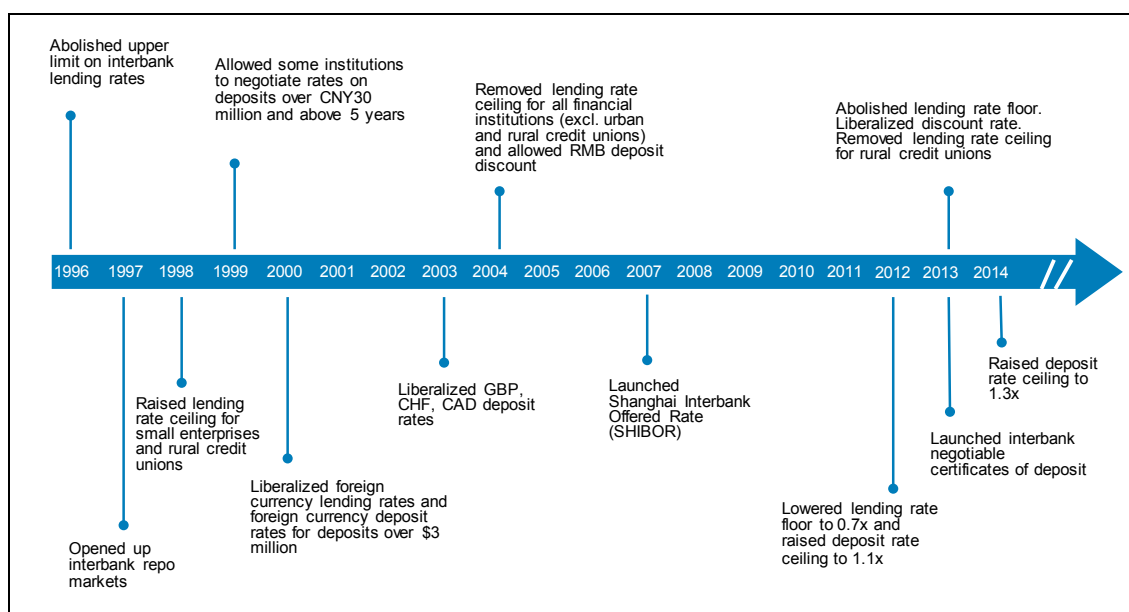 Abolished upper
limit on interbank
lending rates
Allowed some institutions
to negotiate rates on
deposits over CNY30
million and above 5 years
Removed lending rate
ceiling for all financial
institutions (excl. urban
and rural credit unions)
and allowed RMB deposit
discount
Abolished lending rate floor.
Liberalized discount rate.
Removed lending rate ceiling
for rural credit unions
1996 1997 1998 1999 2000 2001 2002 2003 2004 2005 2006 2007 2008 2009 2010 2011 2012 2013 2014
Opened up
interbank repo
markets
Raised lending
rate ceiling for
small enterprises
and rural credit
unions
Liberalized foreign
currency lending rates and
foreign currency deposit
rates for deposits over $3
million
Liberalized GBP,
CHF, CAD deposit
rates
Launched
Shanghai Interbank
Offered Rate
(SHIBOR)
Lowered lending rate
floor to 0.7x and
raised deposit rate
ceiling to 1.1x
Launched interbank
negotiable
certificates of deposit
Raised deposit
rate ceiling to
1.3x